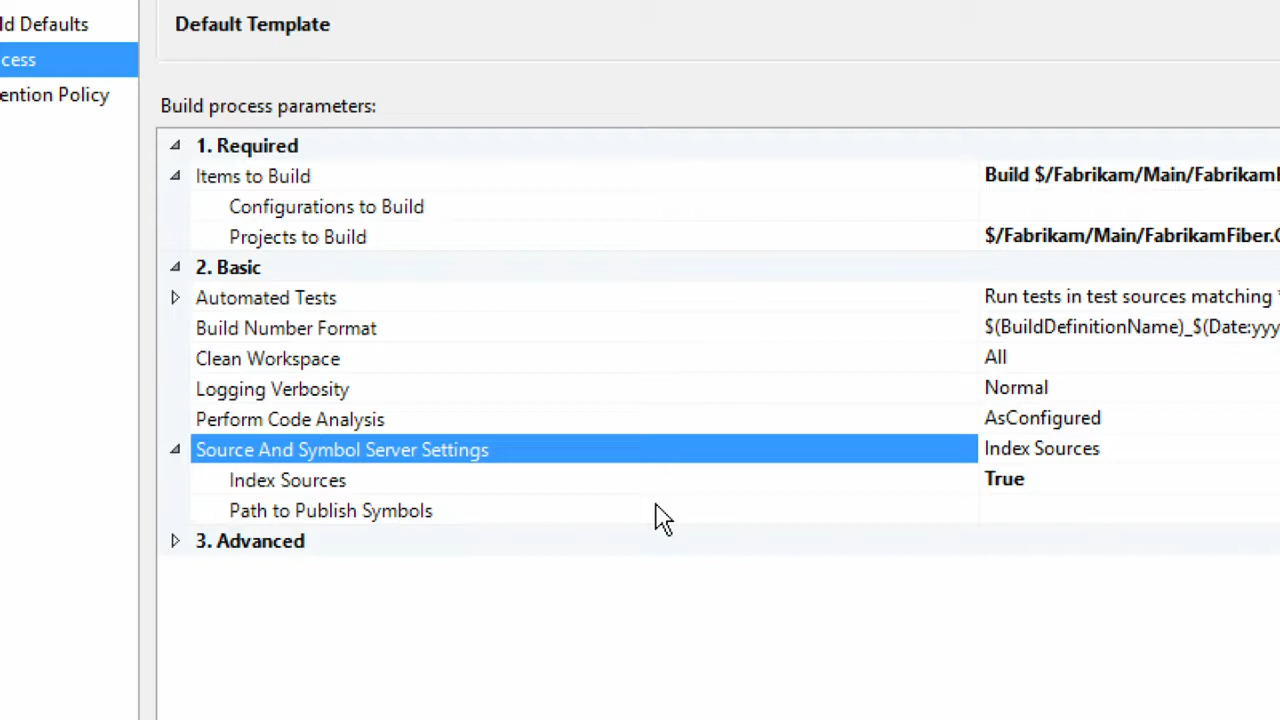 ld Defaults
Default Template
cess
ention Policy
Build process parameters:
1. Required
Items to Build Build $/Fabrikam/Main/Fabrikaml
Configurations to Build
Projects to Build $/Fabrikam/Main/FabrikamFiber.C
2. Basic
Automated Tests Run tests in test sources matching *
Build Number Format $(BuildDefinitionName)_$(Date:yyy
Clean Workspace All
Logging Verbosity Normal
Perform Code Analysis AsConfigured
Source And Symbol Server Settings Index Sources
Index Sources True
Path to Publish Symbols
3. Advanced